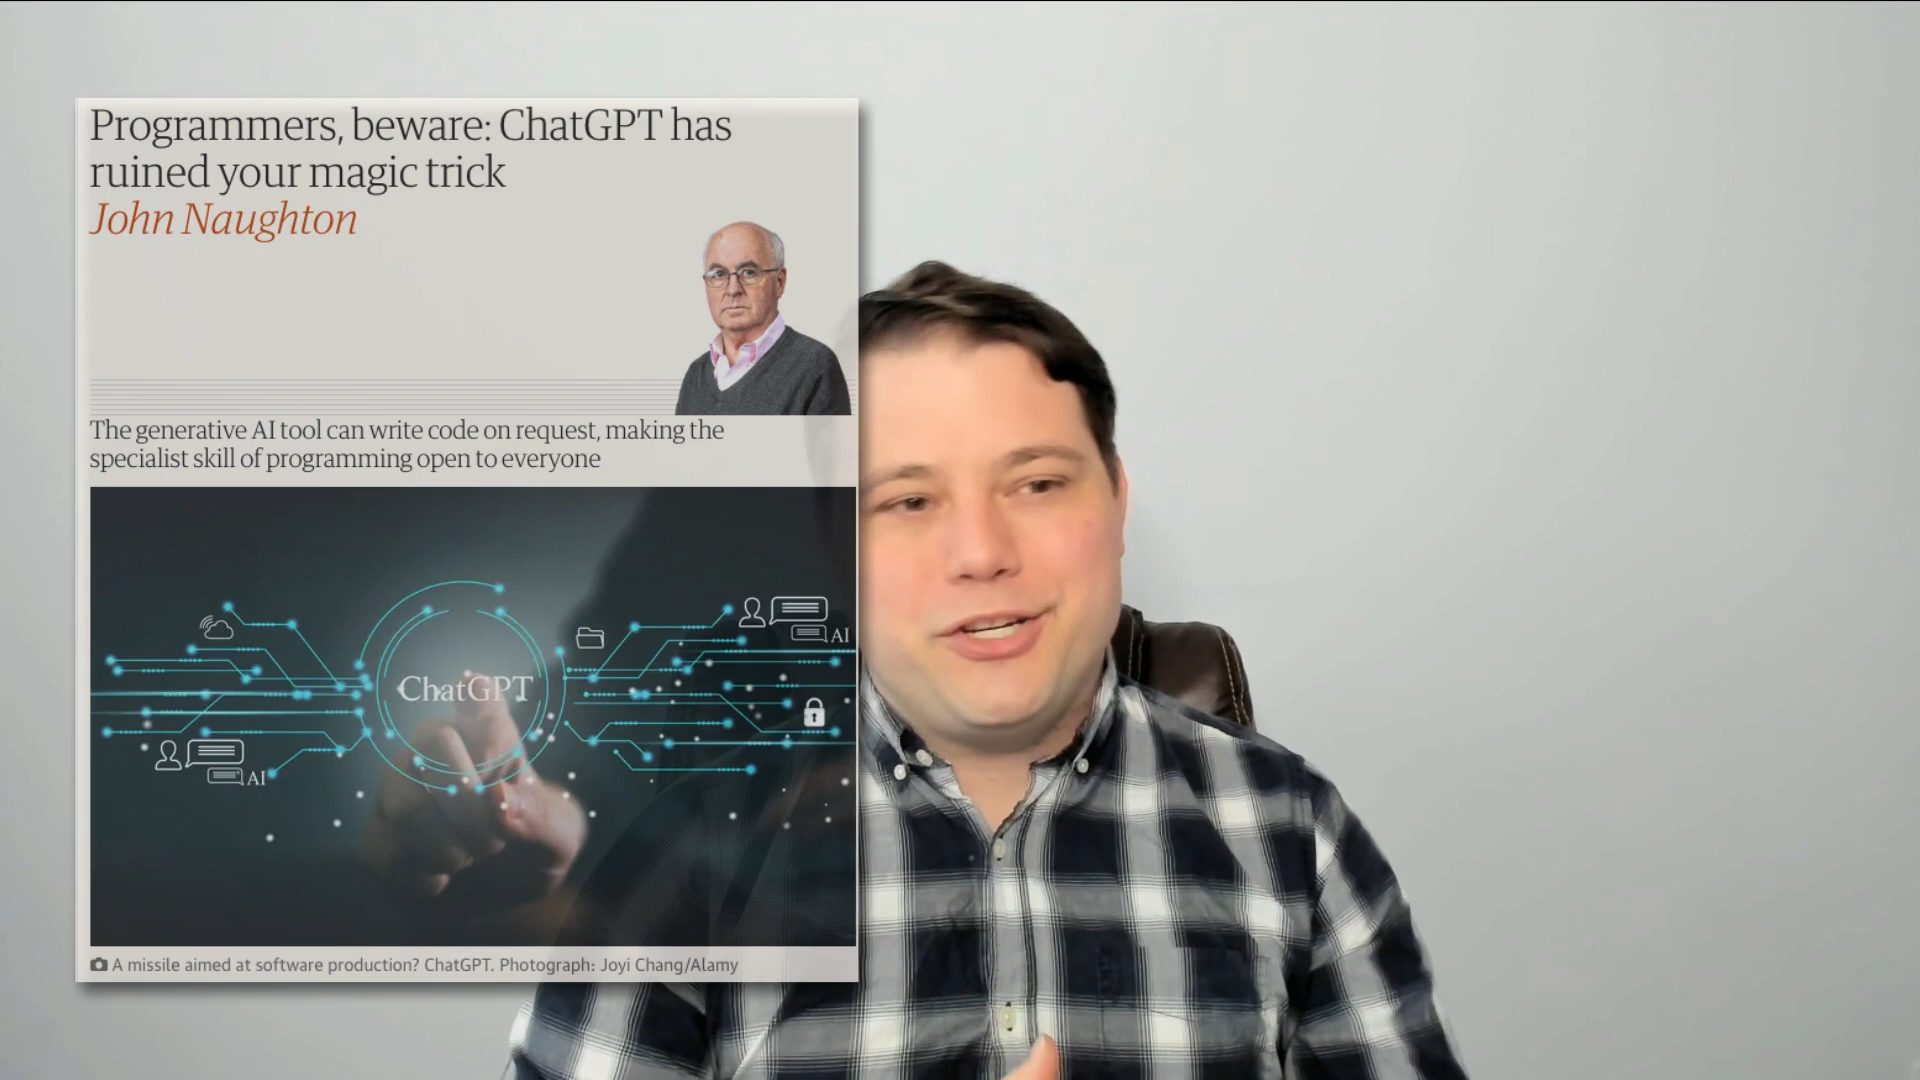 Programmers, beware: ChatGPT has
ruined your magic trick
John Naughton
The generative AI tool can write code on request, making the
specialist skill of programming open to everyone
AI
ChatGPT
AI
A missile aimed at software production? ChatGPT. Photograph: Joyi Chang/Alamy